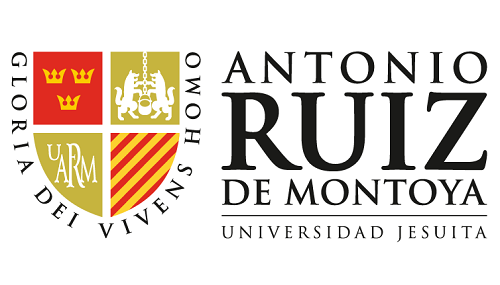 GLORIA DEI VIVENS HOMO
UARM
ANTONIO
RUIZ
DE MONTOYA
UNIVERSIDAD JESUITA